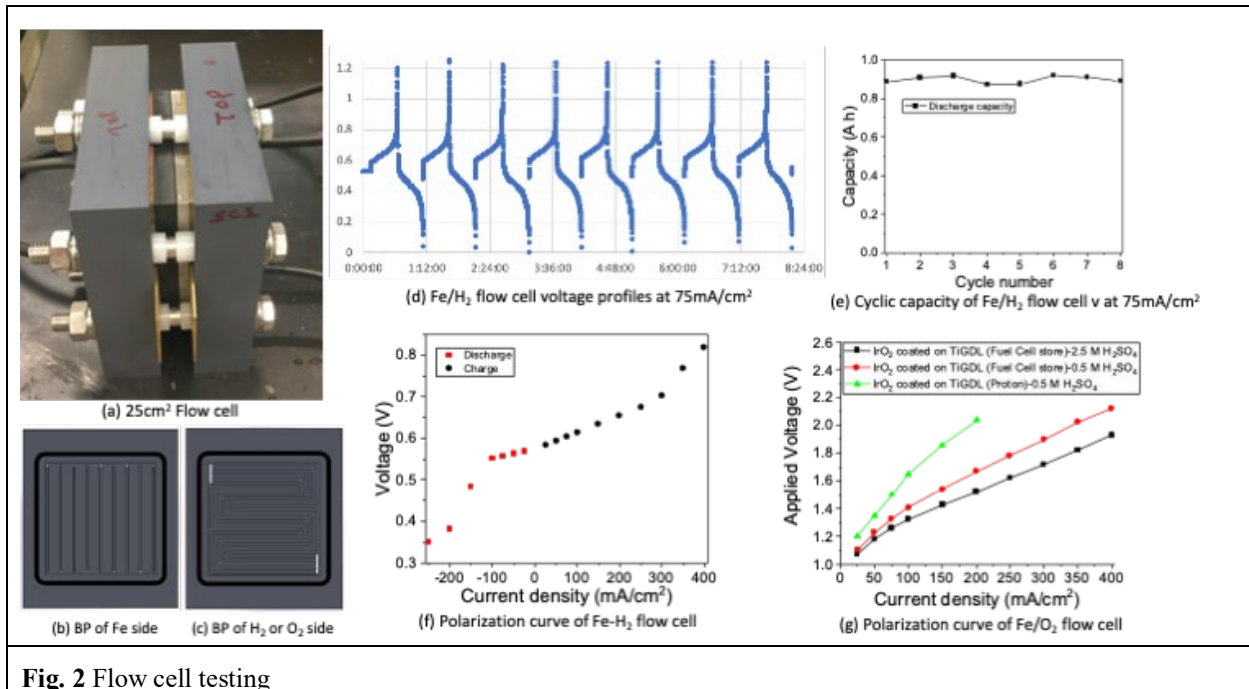 1.2
1
0.8
0.6
0.4
0.2
0
0:00:00 1:12:00 2:24:00 3:36:00 4:48:00 6:00:00 7:12:00 8:24:00
(d) Fe/H₂ flow cell voltage profiles at 75mA/cm²
1.0
0.8
0.6
0.4
0.2
0.0
Capacity (A h)
Discharge capacity
1 2 3 4 5 6 7 8
Cycle number
(e) Cyclic capacity of Fe/H₂ flow cell v at 75mA/cm²
TOP
SC1
(a) 25cm² Flow cell
(b) BP of Fe side
(c) BP of H₂ or O₂ side
Discharge
Charge
0.8
0.7
0.6
0.5
0.4
0.3
Voltage (V)
-200 -100 0 100 200 300 400
Current density (mA/cm²)
(f) Polarization curve of Fe-H₂ flow cell
IrO₂ coated on TiGDL (Fuel Cell store)-2.5 M H₂SO₄
IrO₂ coated on TiGDL (Fuel Cell store)-0.5 M H₂SO₄
IrO₂ coated on TiGDL (Proton)-0.5 M H₂SO₄
2.6
2.4
2.2
2.0
1.8
1.6
1.4
1.2
1.0
Applied Voltage (V)
0 50 100 150 200 250 300 350 400
Current density (mA/cm²)
(g) Polarization curve of Fe/O₂ flow cell
Fig. 2 Flow cell testing